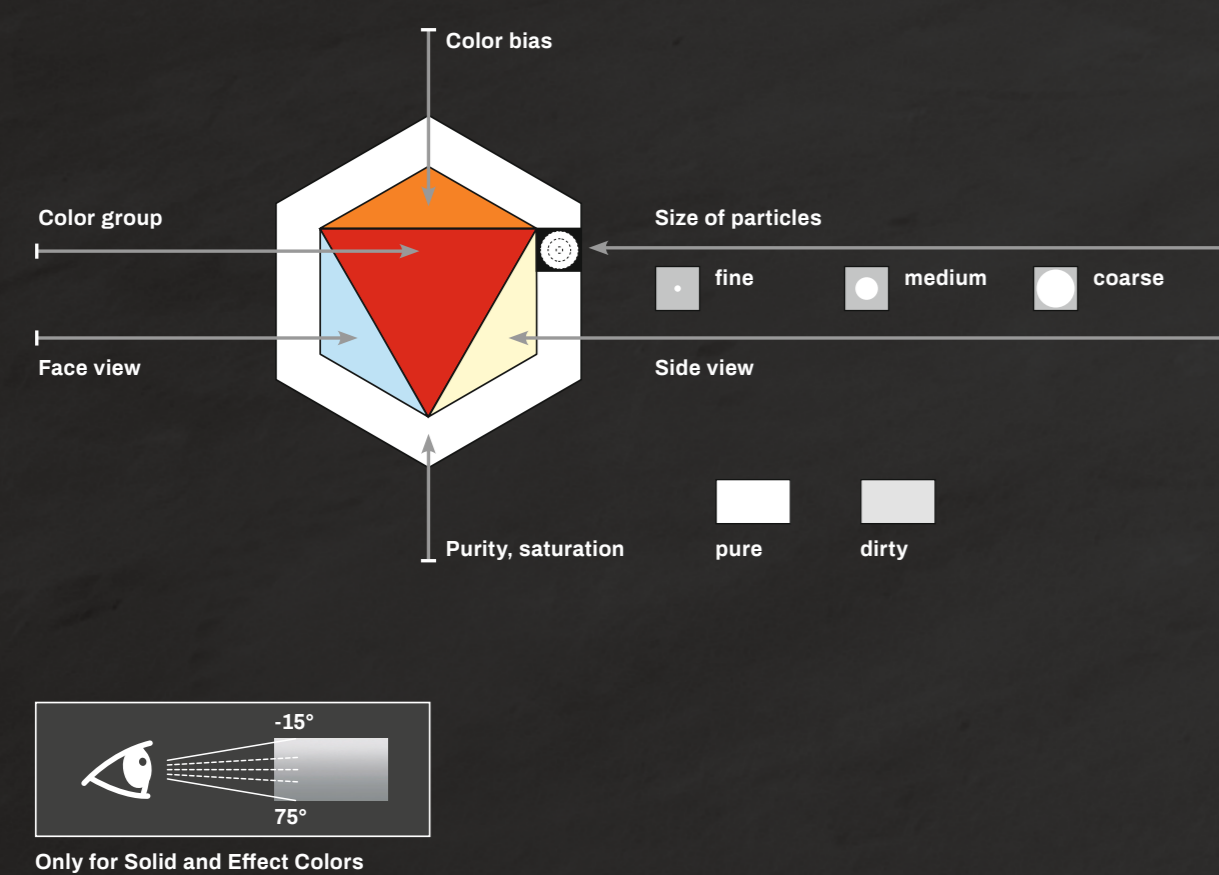 Color bias
Color group
Size of particles
fine
medium
coarse
Face view
Side view
Purity, saturation
pure
dirty
-15°
75°
Only for Solid and Effect Colors